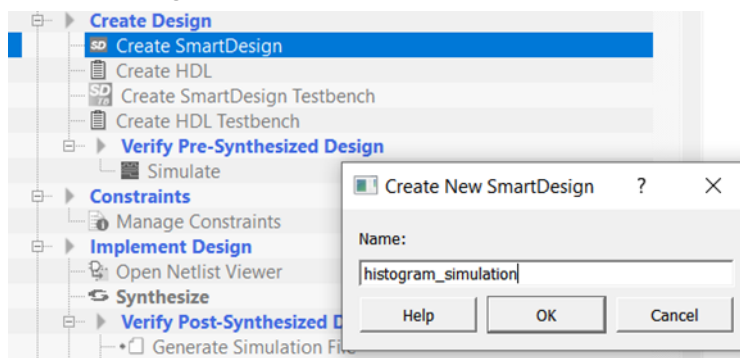 Create Design
SD Create SmartDesign
Create HDL
SD Create SmartDesign Testbench
Create HDL Testbench
Verify Pre-Synthesized Design
Simulate
Constraints
Manage Constraints
Implement Design
Open Netlist Viewer
Synthesize
Verify Post-Synthesized
Generate Simulation
Create New SmartDesign ? X
Name:
histogram_simulation
Help OK Cancel